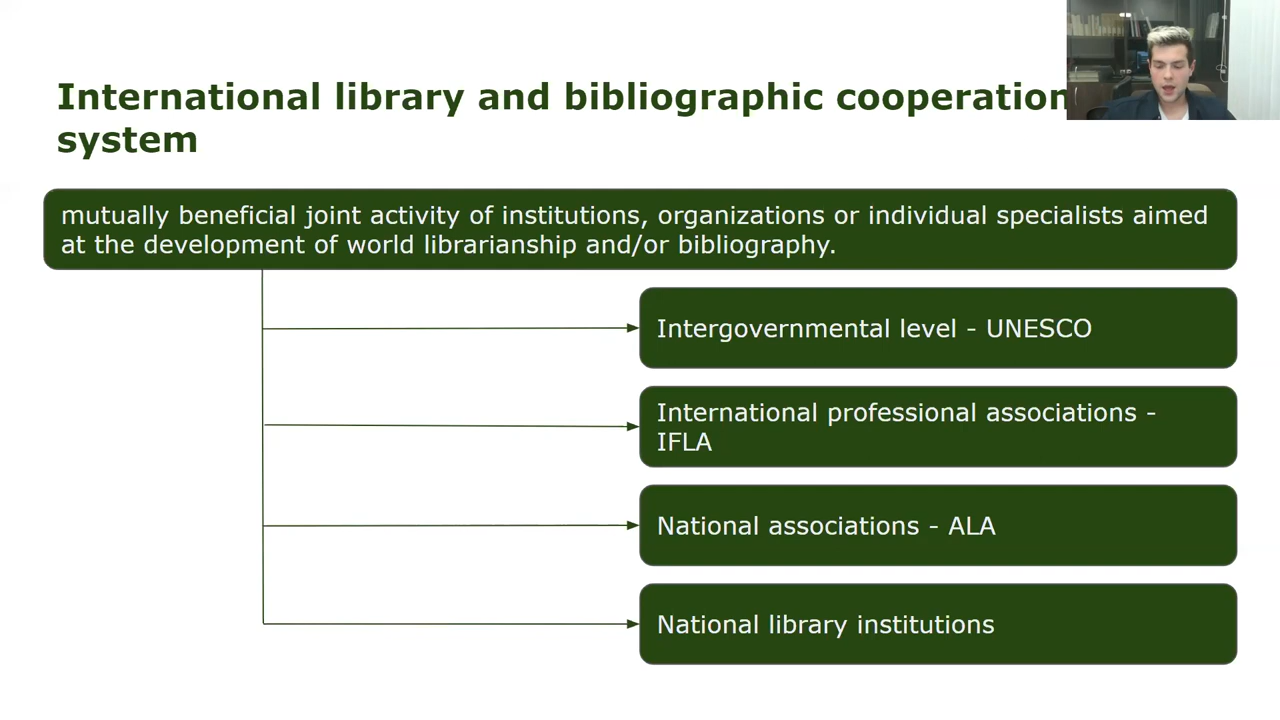 International library and bibliographic cooperation
system
mutually beneficial joint activity of institutions, organizations or individual specialists aimed
at the development of world librarianship and/or bibliography.
Intergovernmental level - UNESCO
International professional associations -
IFLA
National associations - ALA
National library institutions